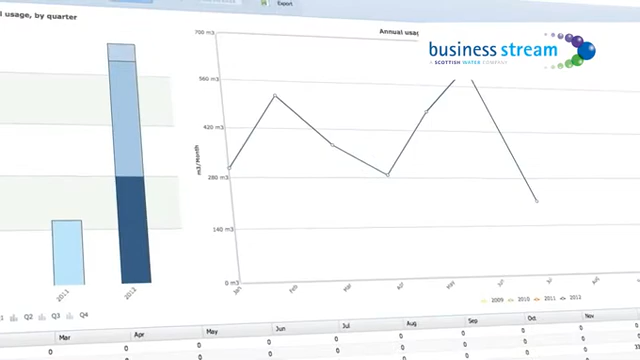 l usage, by quarter
Export
Annual usag
business stream
A SCOTTISH WATER COMPANY
700 m3
560 m3
420 m3
280 m3
140 m3
0 m3
m3/Month
Jan
Feb
Mar
Apr
May
Jun
Jul
Aug
2011
2012
Q2
Q3
Q4
2009
2010
2011
2012
Mar
Apr
May
Jun
Jul
Aug
Sep
Oct
Nov
0
0
0
0
0
0
0
0